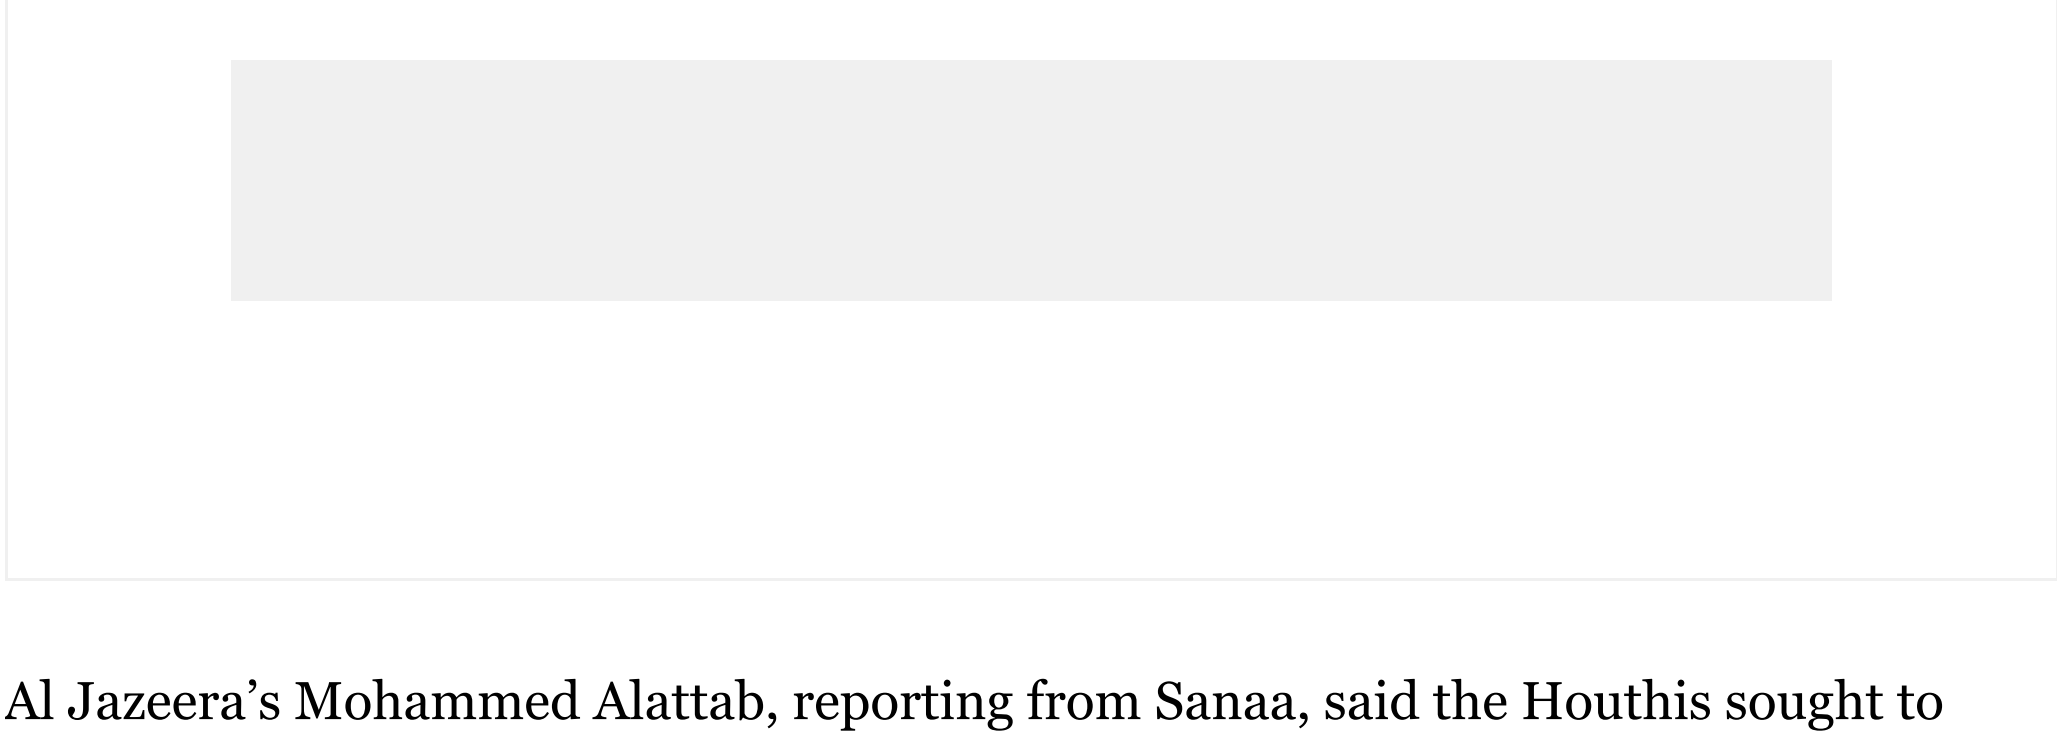 Al Jazeera’s Mohammed Alattab, reporting from Sanaa, said the Houthis sought to